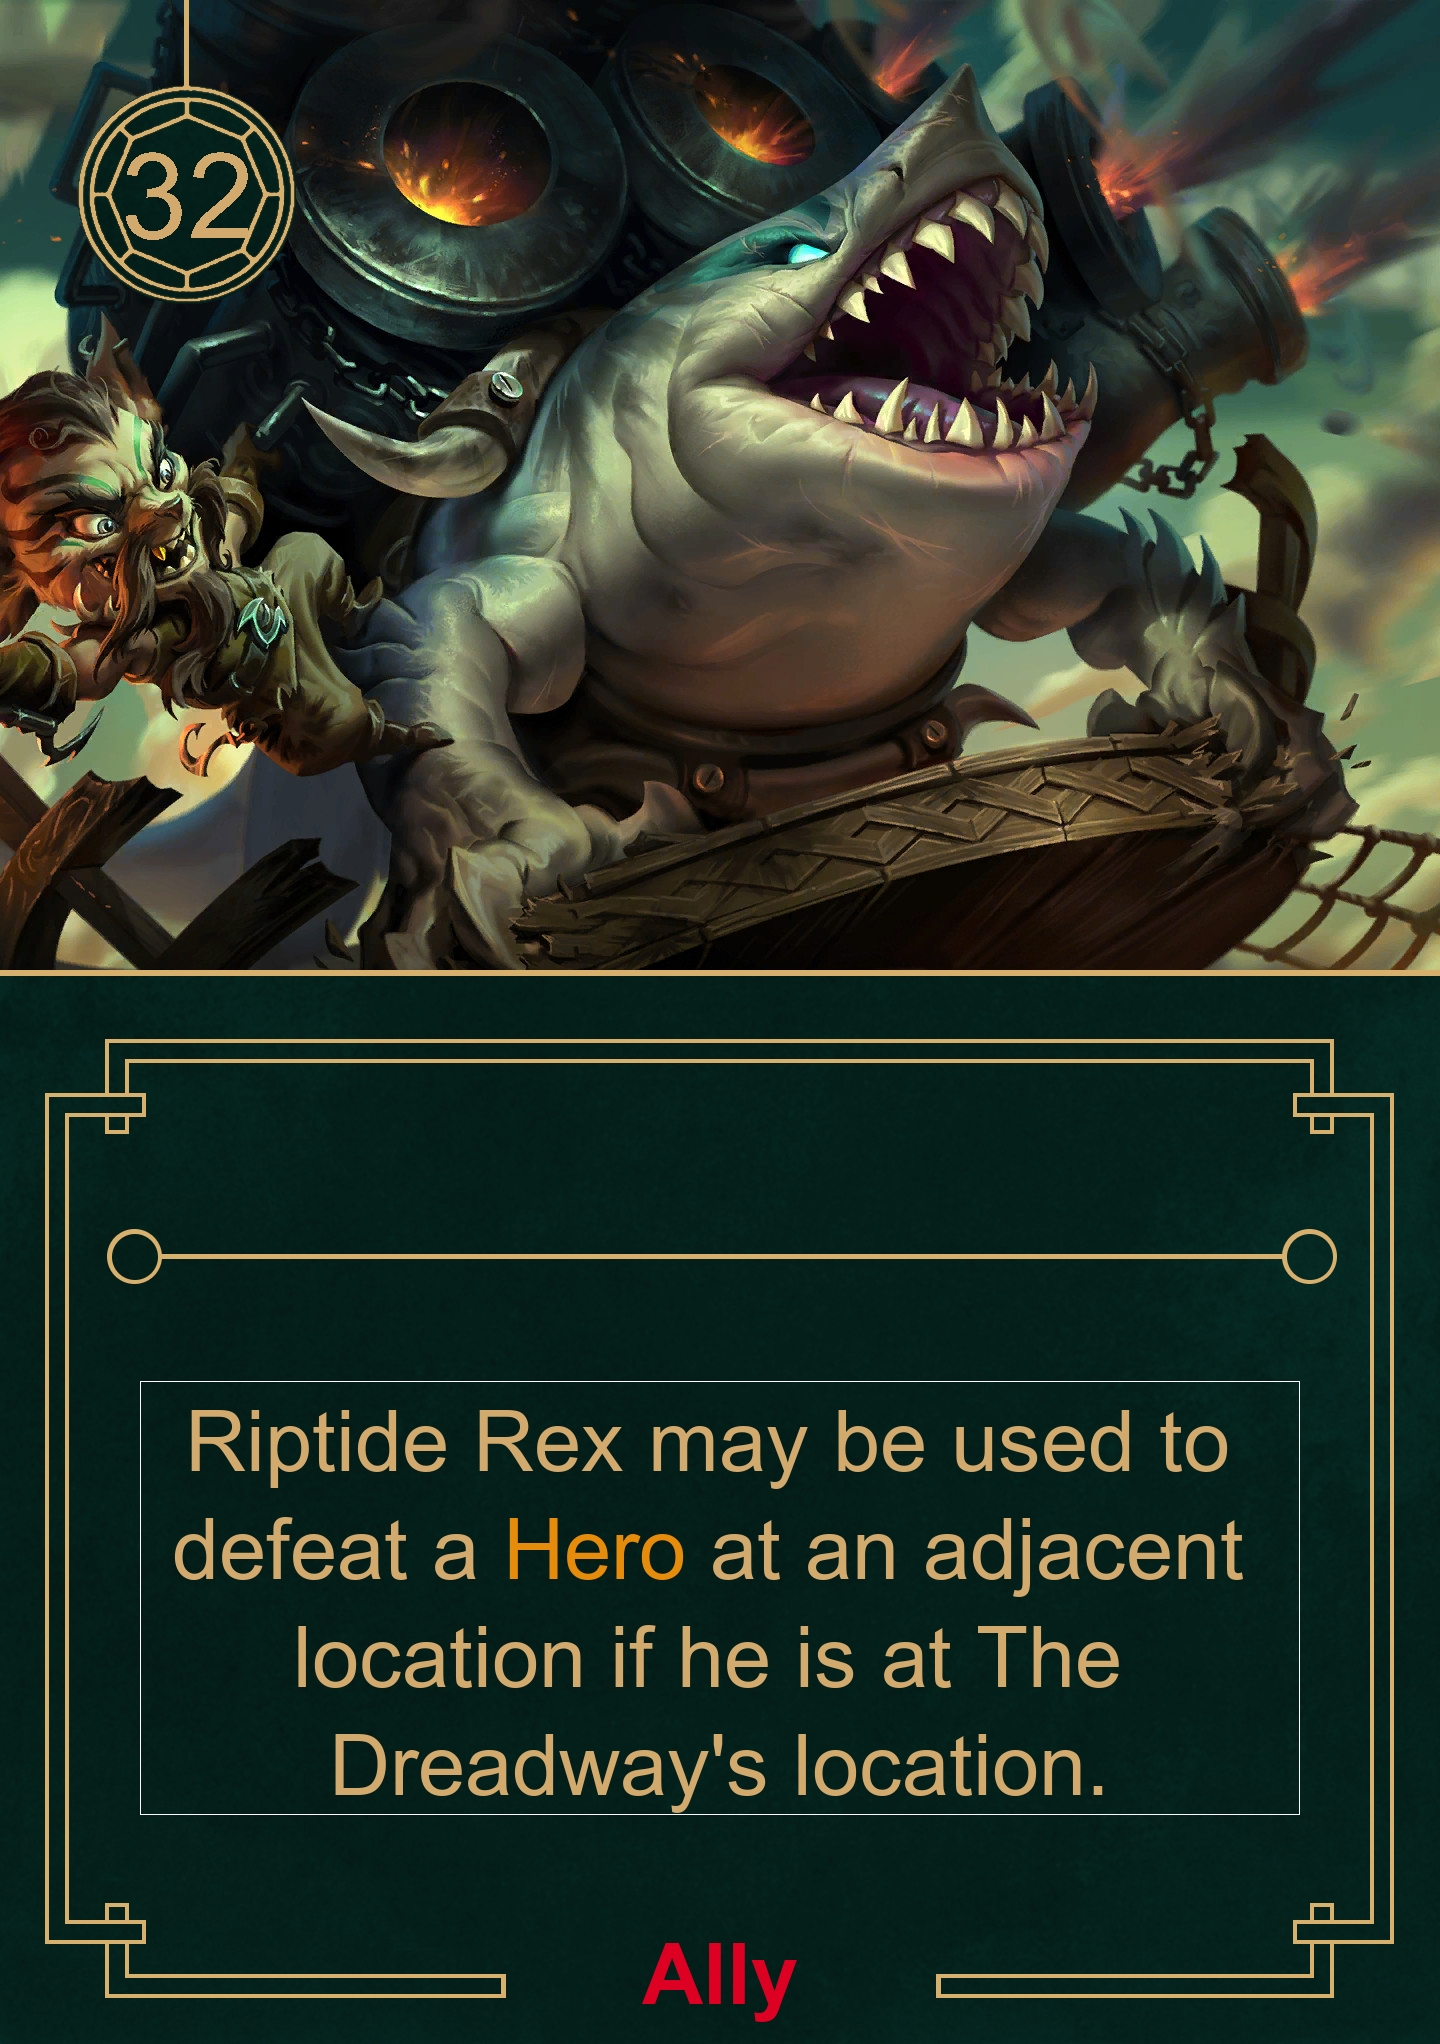 32
Riptide Rex may be used to
defeat a Hero at an adjacent
location if he is at The
Dreadway's location.
Ally